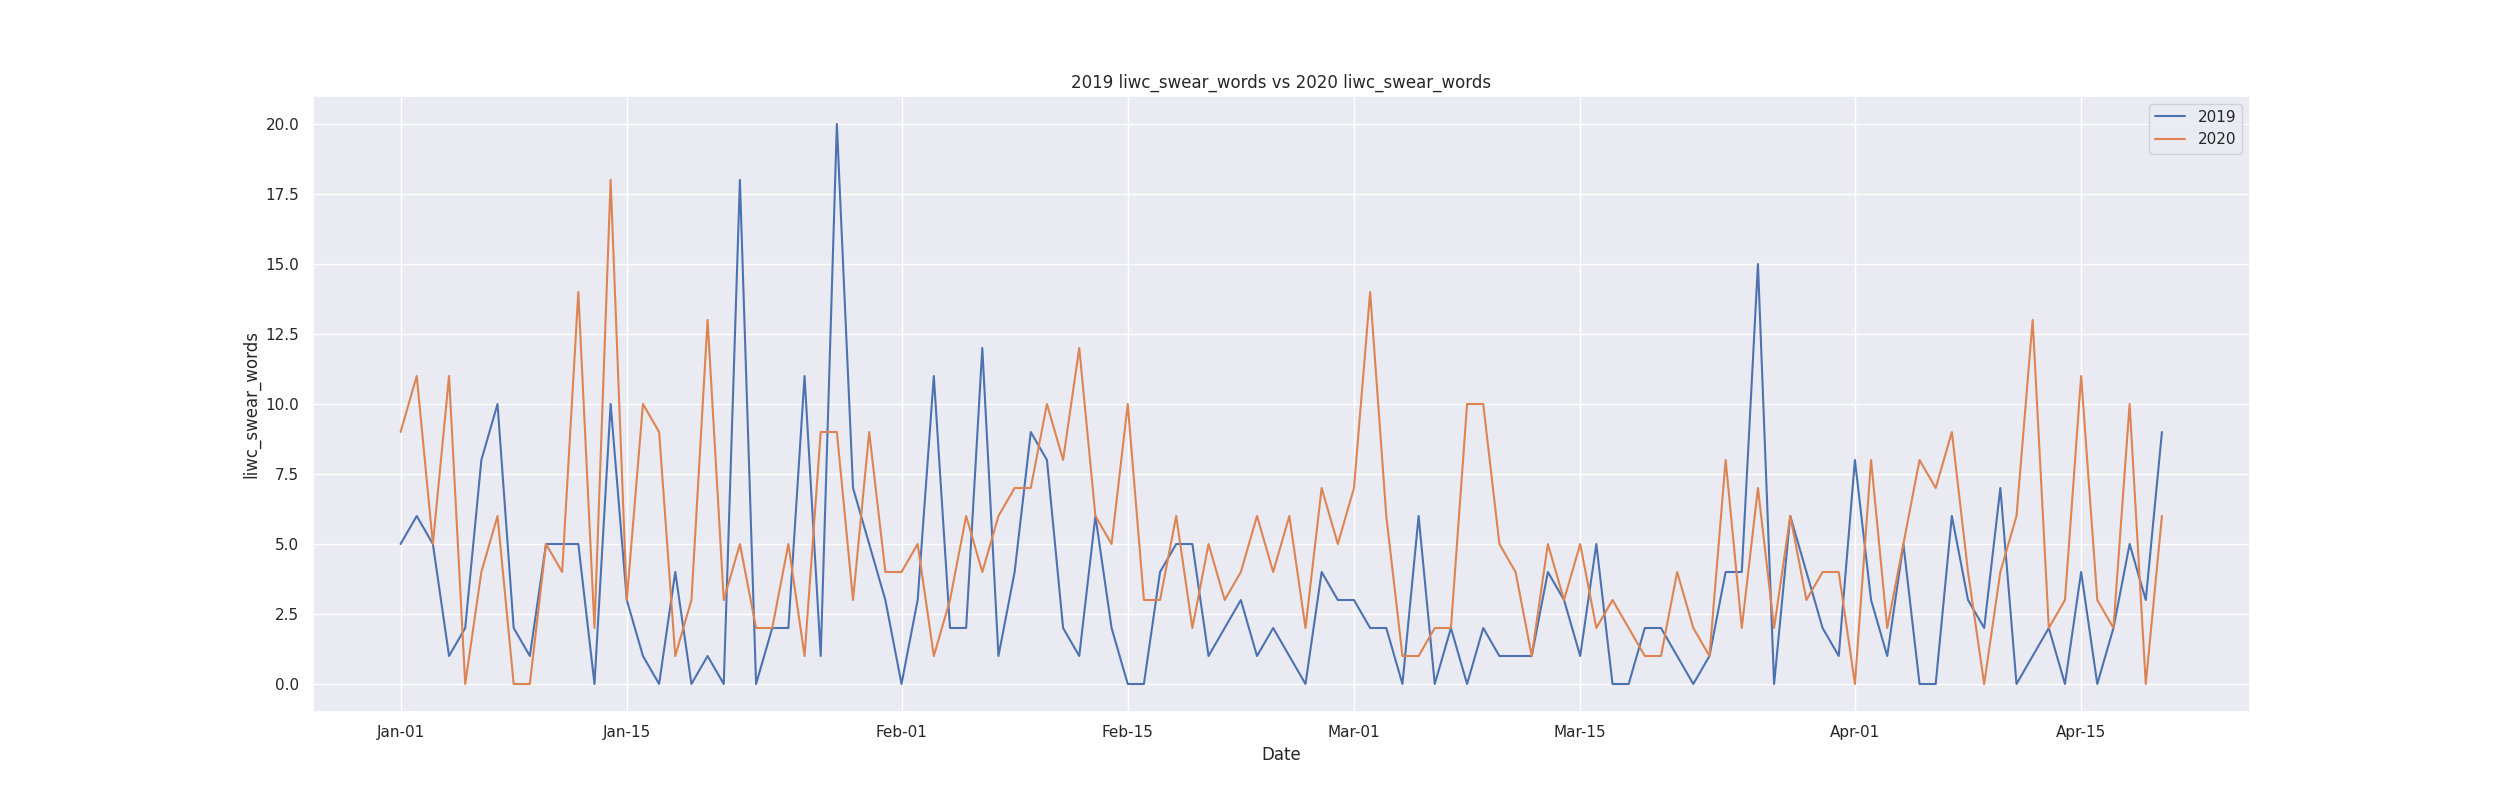 2019 liwc_swear_words vs 2020 liwc_swear_words
2019
2020
20.0
17.5
15.0
12.5
10.0
7.5
5.0
2.5
0.0
liwc_swear_words
Jan-01 Jan-15 Feb-01 Feb-15 Mar-01 Mar-15 Apr-01 Apr-15
Date